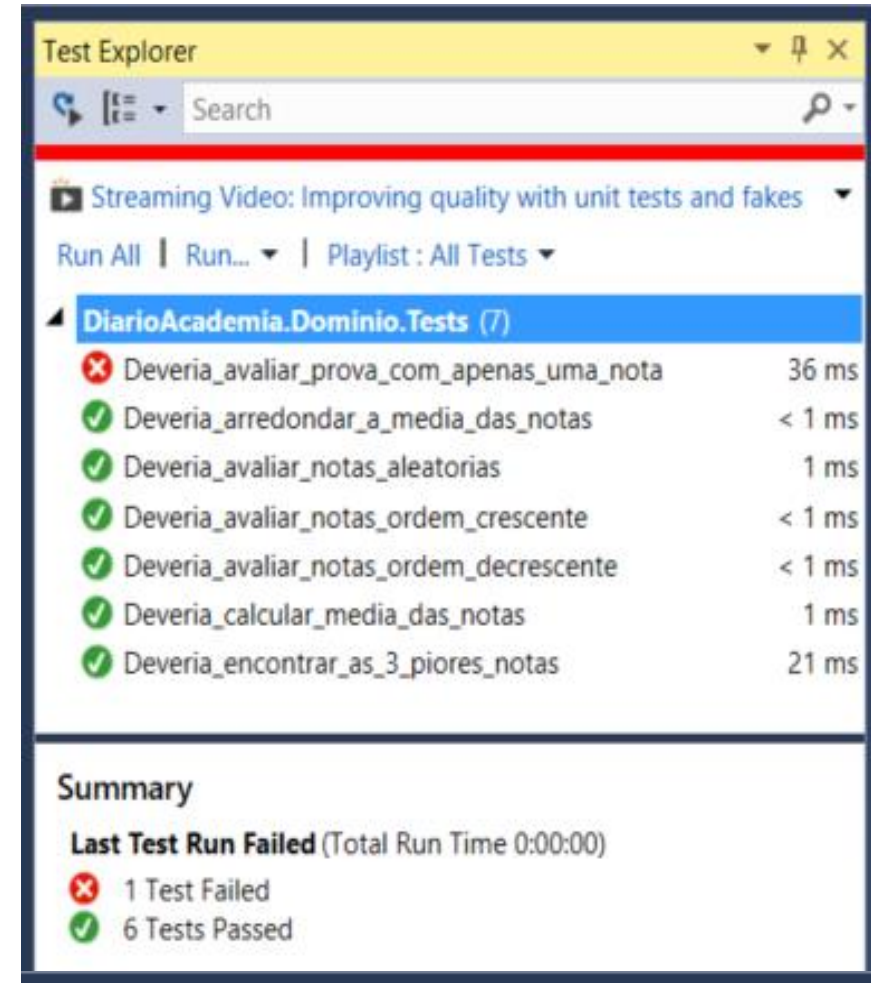 Test Explorer
Search
Streaming Video: Improving quality with unit tests and fakes
Run All | Run... | Playlist : All Tests
DiarioAcademia.Dominio.Tests (7)
Deveria_avaliar_prova_com_apenas_uma_nota 36 ms
Deveria_arredondar_a_media_das_notas < 1 ms
Deveria_avaliar_notas_aleatorias 1 ms
Deveria_avaliar_notas_ordem_crescente < 1 ms
Deveria_avaliar_notas_ordem_decrescente < 1 ms
Deveria_calcular_media_das_notas 1 ms
Deveria_encontrar_as_3_piores_notas 21 ms
Summary
Last Test Run Failed (Total Run Time 0:00:00)
1 Test Failed
6 Tests Passed